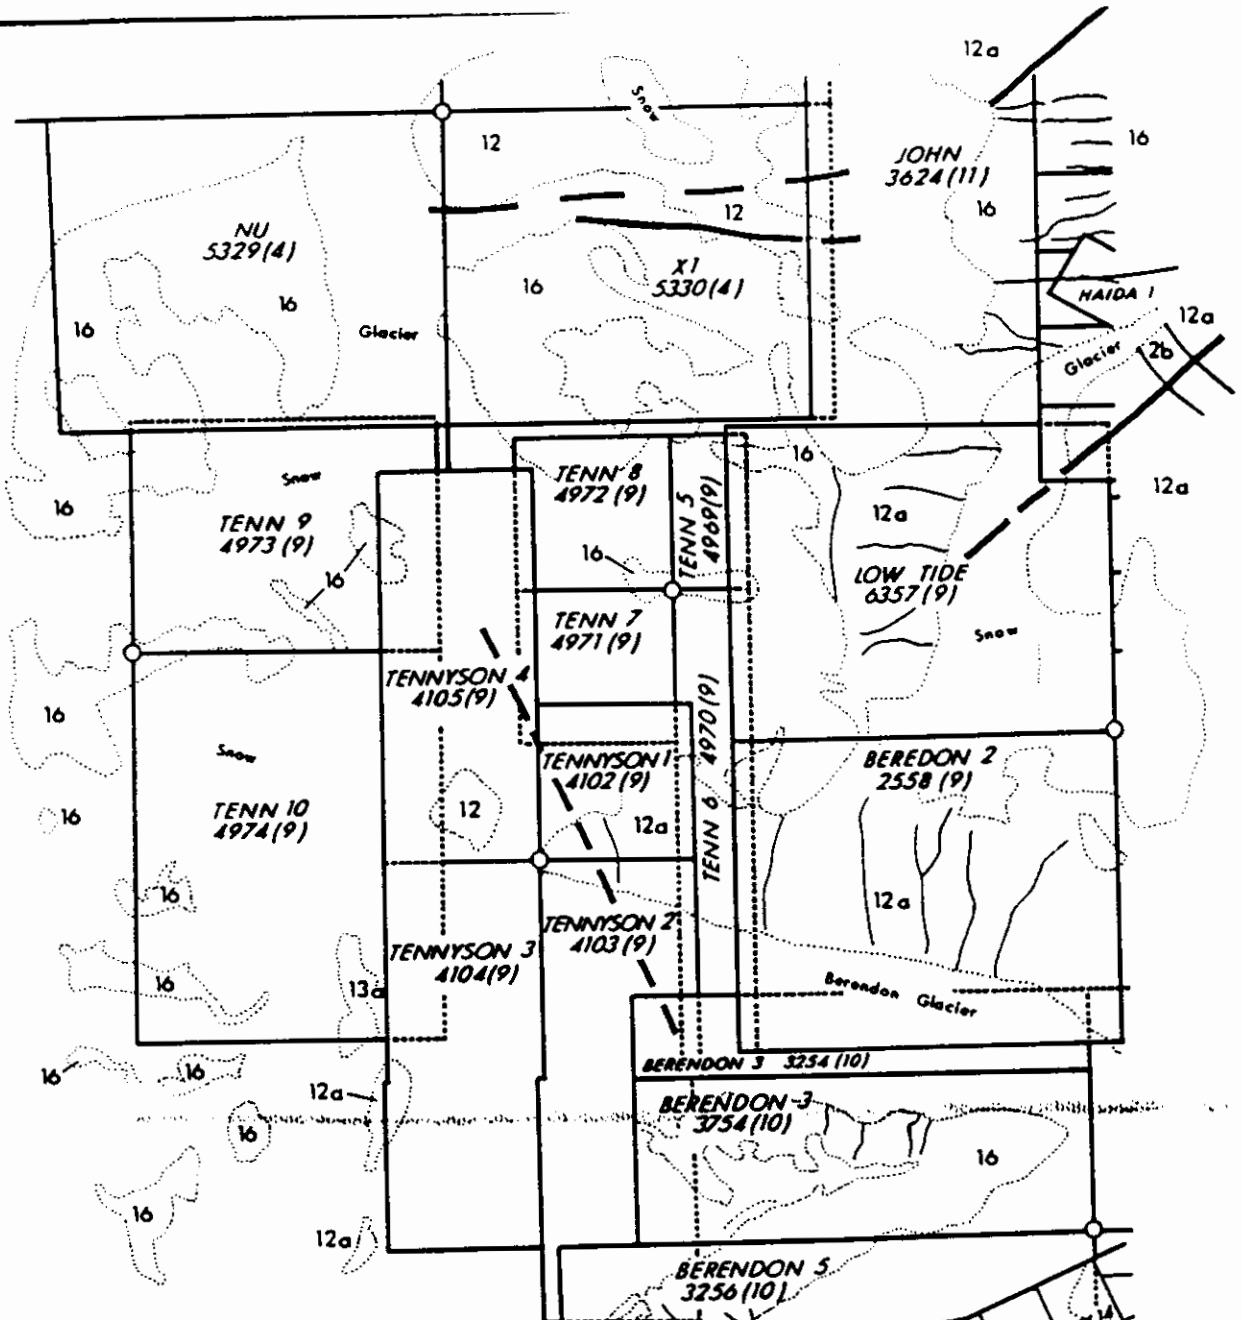 12a
Snow
12
16
JOHN
3624 (11)
16
12
NU
5329(4)
X1
5330(4)
16
16
16
Glacier
HAIDA 1
12a
Glacier
2b
16
Snow
TENN 8
4972 (9)
TENN 5
4969(9)
12a
16
TENN 9
4973 (9)
12a
16
16
LOW TIDE
6357(9)
TENN 7
4971 (9)
Snow
TENNYSON 4
4105(9)
16
TENN 6 4970(9)
Snow
TENNYSON 1
4102(9)
BEREDON 2
2558 (9)
TENN 10
4974(9)
12
16
12a
16
12a
TENNYSON 2
4103(9)
TENNYSON 3
4104(9)
16
13a
Berendon Glacier
BERENDON 3 3254 (10)
16
16
12a
BERENDON 3
3754(10)
16
16
16
12a
BERENDON 5
3256(10)
14